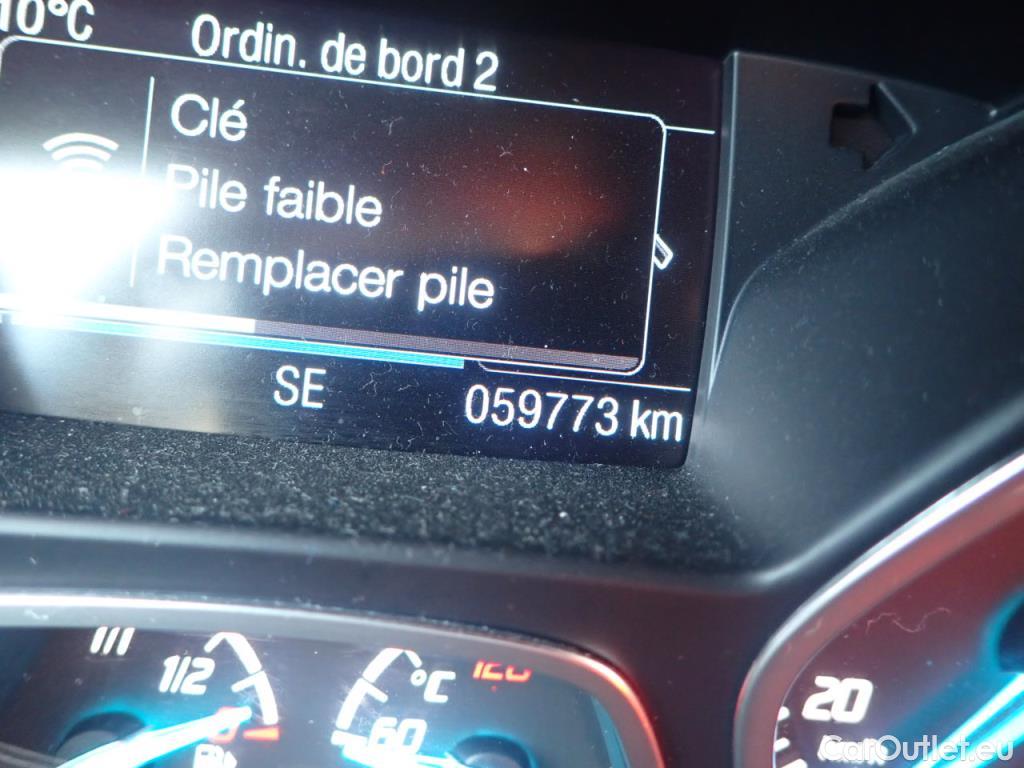 10°C
Ordin. de bord 2
Clé
Pile faible
Remplacer pile
SE
059773 km
1/2
°C
120
60
20
CarOutlet.eu